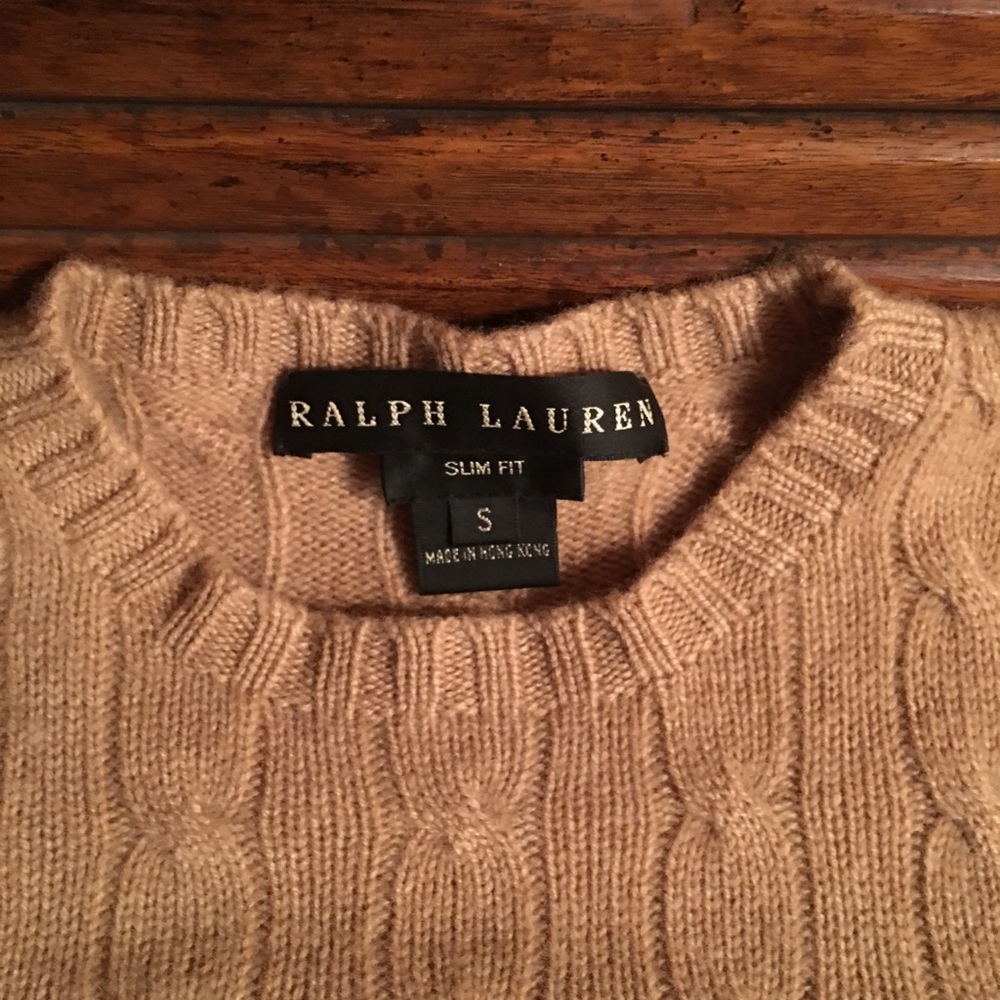 RALPH LAUREN
SLIM FIT
S
MADE IN HONG KONG